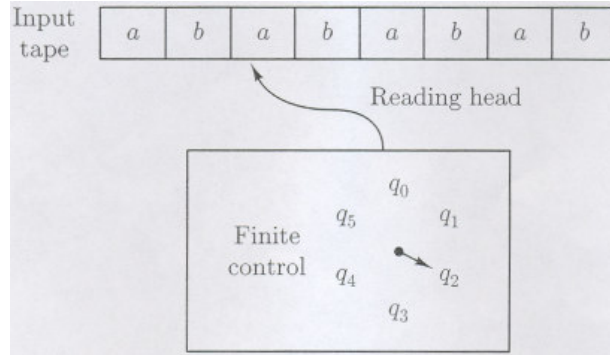 Input tape
a b a b a b a b
Reading head
q0
q5 q1
Finite control
q4 q2
q3